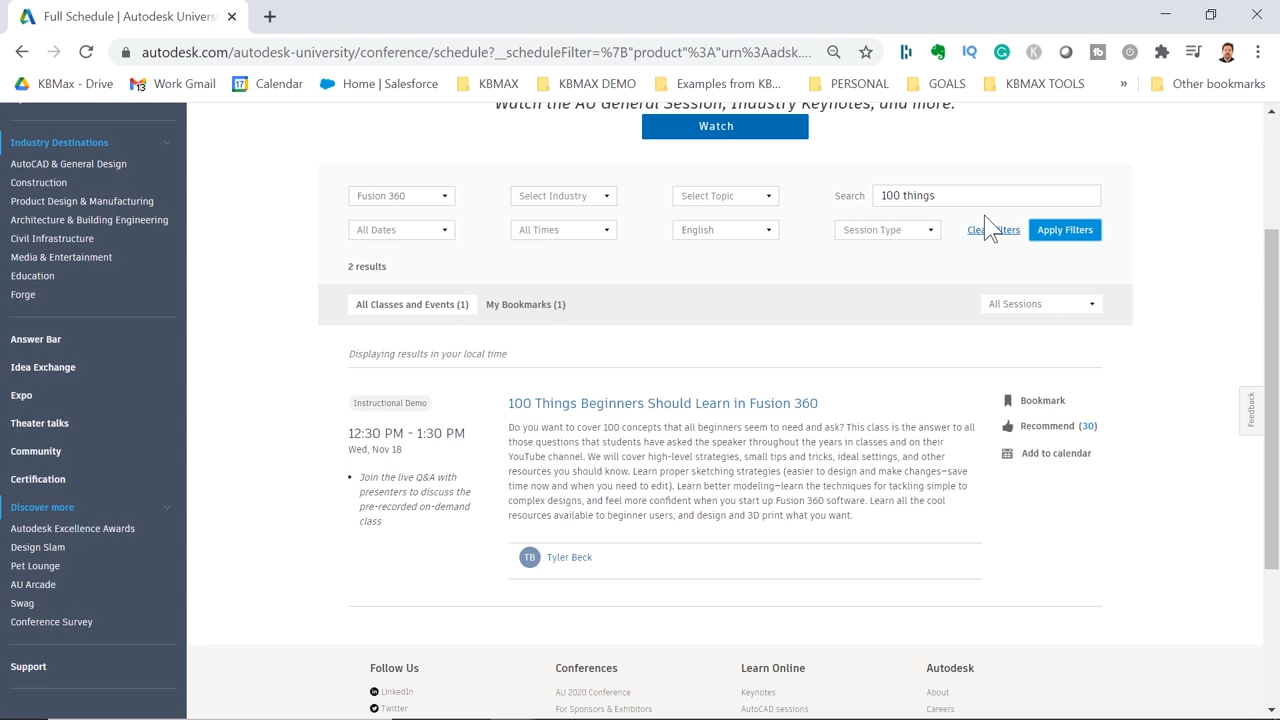 Full Schedule | Autodesk Univers
autodesk.com/autodesk-university/conference/schedule?__scheduleFilter=%7B"product"%3A"urn%3Aadsk....
KBMax - Drive
Work Gmail
Calendar
Home | Salesforce
KBMAX
KBMAX DEMO
Examples from KB...
PERSONAL
GOALS
KBMAX TOOLS
»
Other bookmarks
Industry Destinations
AutoCAD & General Design
Construction
Product Design & Manufacturing
Architecture & Building Engineering
Civil Infrastructure
Media & Entertainment
Education
Forge
Answer Bar
Idea Exchange
Expo
Theater talks
Community
Certification
Discover more
Autodesk Excellence Awards
Design Slam
Pet Lounge
AU Arcade
Swag
Conference Survey
Support
Watch the AU General Session, Industry Keynotes, and more.
Watch
Fusion 360
Select Industry
Select Topic
Search
100 things
All Dates
All Times
English
Session Type
Clear Filters
Apply Filters
2 results
All Classes and Events (1)
My Bookmarks (1)
All Sessions
Displaying results in your local time
Instructional Demo
12:30 PM - 1:30 PM
Wed, Nov 18
Join the live Q&A with
presenters to discuss the
pre-recorded on-demand
class
100 Things Beginners Should Learn in Fusion 360
Do you want to cover 100 concepts that all beginners seem to need and ask? This class is the answer to all
those questions that students have asked the speaker throughout the years in classes and on their
YouTube channel. We will cover high-level strategies, small tips and tricks, ideal settings, and other
resources you should know. Learn proper sketching strategies (easier to design and make changes—save
time now and when you need to edit). Learn better modeling—learn the techniques for tackling simple to
complex designs, and feel more confident when you start up Fusion 360 software. Learn all the cool
resources available to beginner users, and design and 3D print what you want.
TB
Tyler Beck
Bookmark
Recommend (30)
Add to calendar
Feedback
Follow Us
LinkedIn
Twitter
Conferences
AU 2020 Conference
For Sponsors & Exhibitors
Learn Online
Keynotes
AutoCAD sessions
Autodesk
About
Careers